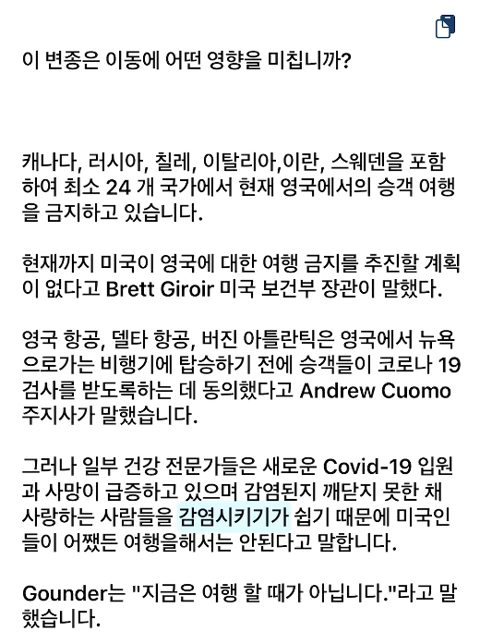 이 변종은 이동에 어떤 영향을 미칩니까?
캐나다, 러시아, 칠레, 이탈리아,이란, 스웨덴을 포함
하여 최소 24 개 국가에서 현재 영국에서의 승객 여행
을 금지하고 있습니다.
현재까지 미국이 영국에 대한 여행 금지를 추진할 계획
이 없다고 Brett Giroir 미국 보건부 장관이 말했다.
영국 항공, 델타 항공, 버진 아틀란틱은 영국에서 뉴욕
으로가는 비행기에 탑승하기 전에 승객들이 코로나 19
검사를 받도록하는 데 동의했다고 Andrew Cuomo
주지사가 말했습니다.
그러나 일부 건강 전문가들은 새로운 Covid-19 입원
과 사망이 급증하고 있으며 감염된지 깨닫지 못한 채
사랑하는 사람들을 감염시키기가 쉽기 때문에 미국인
들이 어쨌든 여행을해서는 안된다고 말합니다.
Gounder는 "지금은 여행 할 때가 아닙니다."라고 말
했습니다.